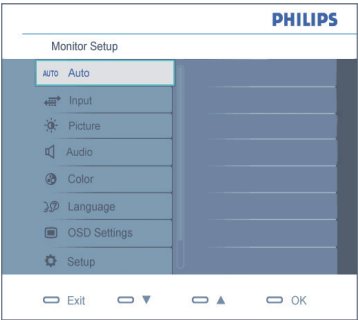 PHILIPS
Monitor Setup
AUTO Auto
Input
Picture
Audio
Color
Language
OSD Settings
Setup
Exit ▼ ▲ OK